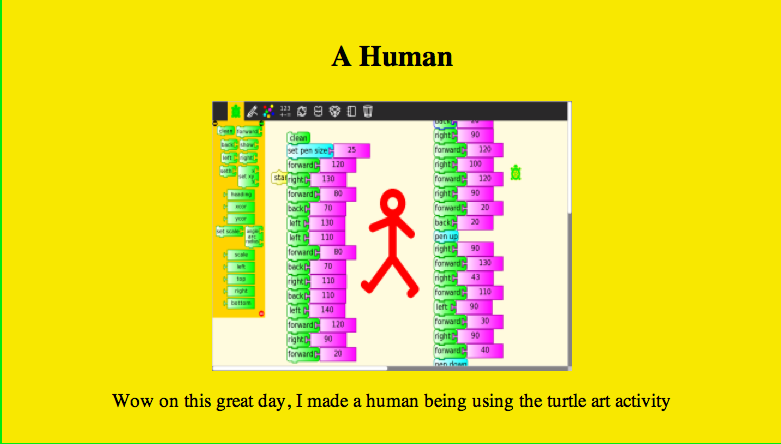 A Human
123
clean forward
back show
left right
set xy
heading
xcor
ycor
set scale
scale
left
top
right
bottom
star
clean
set pen size 25
forward 120
right 130
forward 80
back 70
left 130
left 110
forward 80
back 70
right 110
back 110
left 140
forward 120
right 90
forward 20
back
right 90
forward 120
right 100
forward 120
right 90
forward 20
back 20
pen up
right 90
forward 130
right 43
forward 110
left 90
forward 30
right 90
forward 40
pen down
Wow on this great day, I made a human being using the turtle art activity